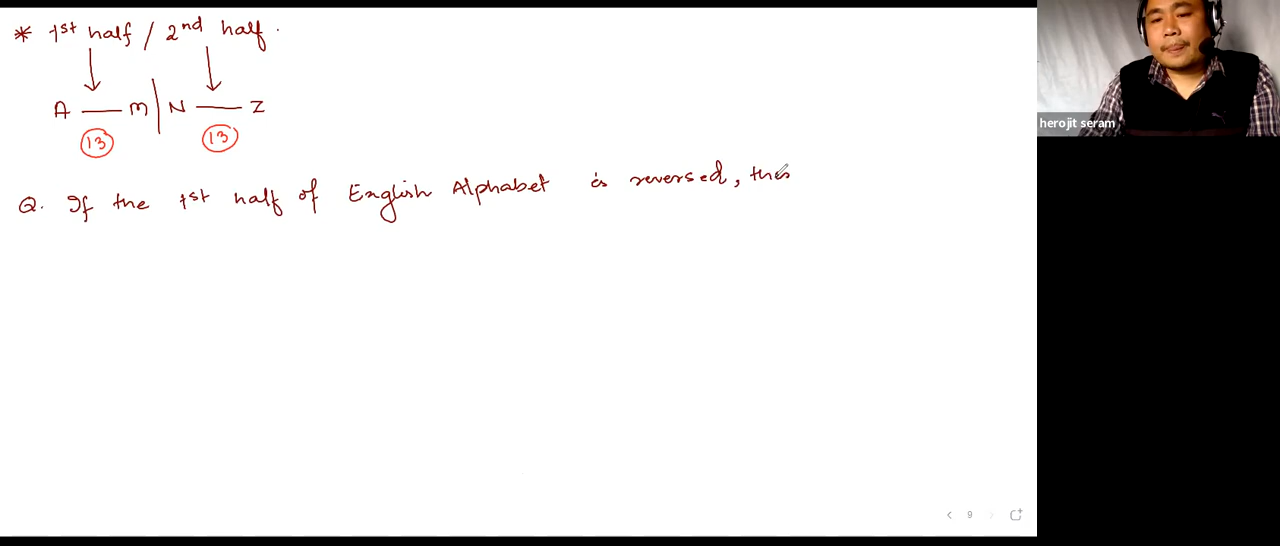 * 1st half / 2nd half.
A — M | N — Z
13 13
Q. If the 1st half of English Alphabet is reversed, then
herojit seram
9